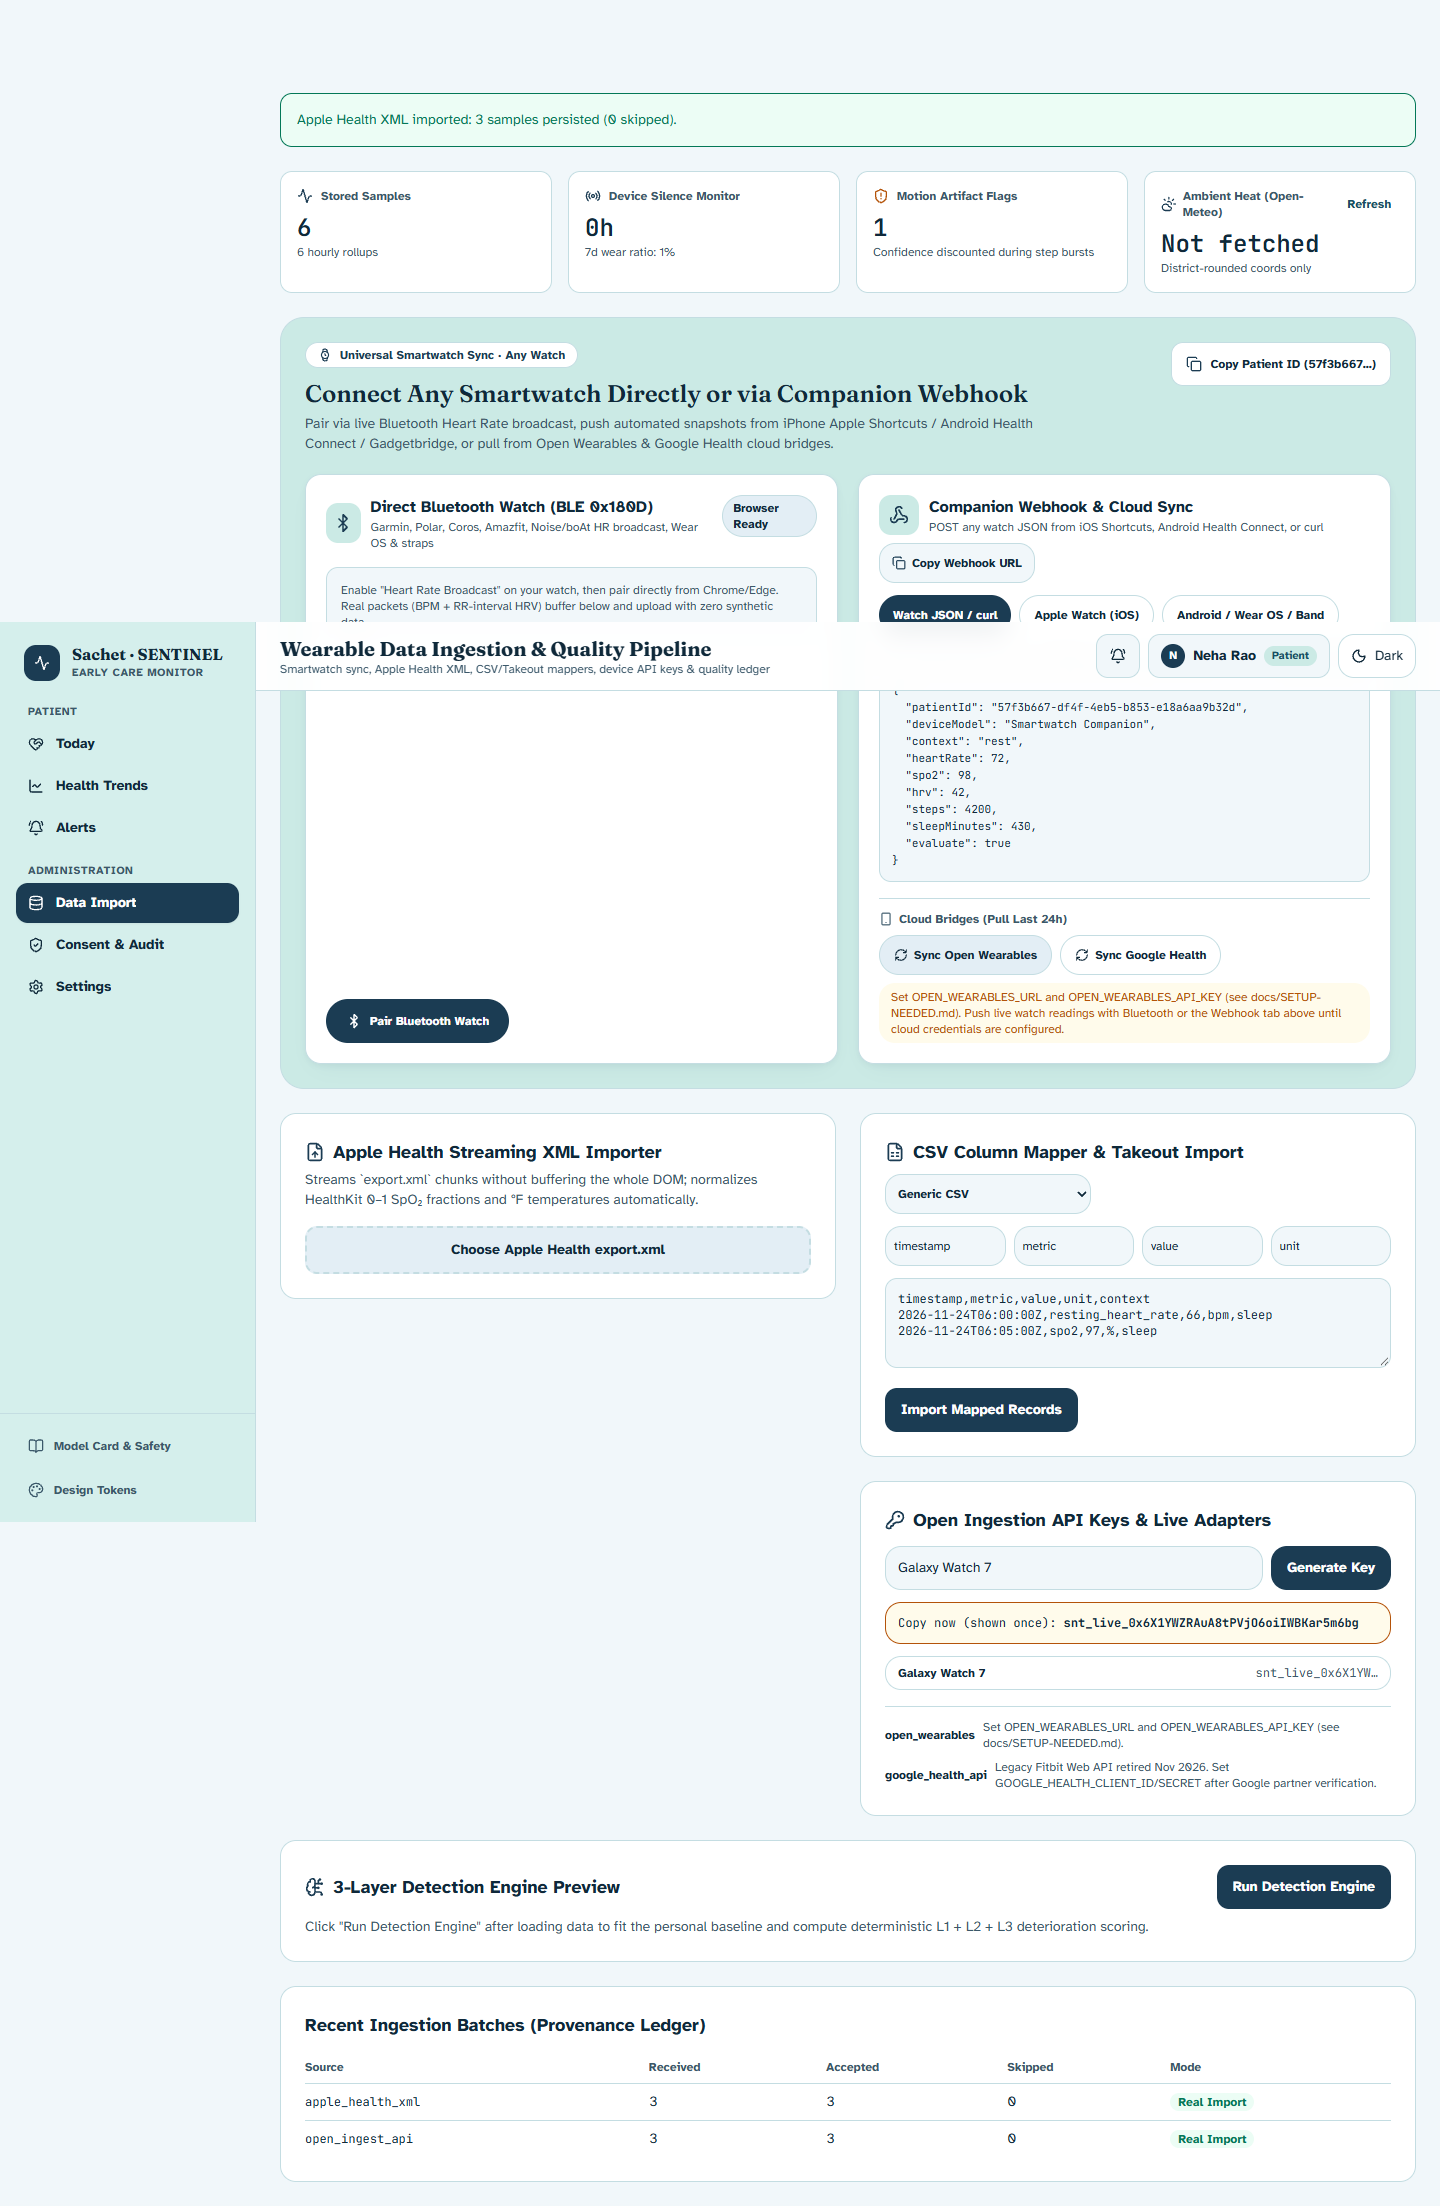 Apple Health XML imported: 3 samples persisted (0 skipped).
Stored Samples
6
6 hourly rollups
Device Silence Monitor
0h
7d wear ratio: 1%
Motion Artifact Flags
1
Confidence discounted during step bursts
Ambient Heat (Open-
Meteo)
Refresh
Not fetched
District-rounded coords only
Universal Smartwatch Sync · Any Watch
Copy Patient ID (57f3b667...)
Connect Any Smartwatch Directly or via Companion Webhook
Pair via live Bluetooth Heart Rate broadcast, push automated snapshots from iPhone Apple Shortcuts / Android Health
Connect / Gadgetbridge, or pull from Open Wearables & Google Health cloud bridges.
Direct Bluetooth Watch (BLE 0x180D)
Garmin, Polar, Coros, Amazfit, Noise/boAt HR broadcast, Wear
OS & straps
Browser
Ready
Enable "Heart Rate Broadcast" on your watch, then pair directly from Chrome/Edge.
Real packets (BPM + RR-interval HRV) buffer below and upload with zero synthetic
data.
Companion Webhook & Cloud Sync
POST any watch JSON from iOS Shortcuts, Android Health Connect, or curl
Copy Webhook URL
Watch JSON / curl
Apple Watch (iOS)
Android / Wear OS / Band
Sachet · SENTINEL
EARLY CARE MONITOR
Wearable Data Ingestion & Quality Pipeline
Smartwatch sync, Apple Health XML, CSV/Takeout mappers, device API keys & quality ledger
N
Neha Rao
Patient
Dark
PATIENT
Today
Health Trends
Alerts
ADMINISTRATION
Data Import
Consent & Audit
Settings
Model Card & Safety
Design Tokens
{
"patientId": "57f3b667-df4f-4eb5-b853-e18a6aa9b32d",
"deviceModel": "Smartwatch Companion",
"context": "rest",
"heartRate": 72,
"spo2": 98,
"hrv": 42,
"steps": 4200,
"sleepMinutes": 430,
"evaluate": true
}
Pair Bluetooth Watch
Cloud Bridges (Pull Last 24h)
Sync Open Wearables
Sync Google Health
Set OPEN_WEARABLES_URL and OPEN_WEARABLES_API_KEY (see docs/SETUP-
NEEDED.md). Push live watch readings with Bluetooth or the Webhook tab above until
cloud credentials are configured.
Apple Health Streaming XML Importer
Streams `export.xml` chunks without buffering the whole DOM; normalizes
HealthKit 0–1 SpO₂ fractions and °F temperatures automatically.
Choose Apple Health export.xml
CSV Column Mapper & Takeout Import
Generic CSV
timestamp
metric
value
unit
timestamp,metric,value,unit,context
2026-11-24T06:00:00Z,resting_heart_rate,66,bpm,sleep
2026-11-24T06:05:00Z,spo2,97,%,sleep
Import Mapped Records
Open Ingestion API Keys & Live Adapters
Galaxy Watch 7
Generate Key
Copy now (shown once): snt_live_0x6X1YWZRAuA8tPVjO6oiIWBKar5m6bg
Galaxy Watch 7
snt_live_0x6X1YW…
open_wearables
Set OPEN_WEARABLES_URL and OPEN_WEARABLES_API_KEY (see
docs/SETUP-NEEDED.md).
google_health_api
Legacy Fitbit Web API retired Nov 2026. Set
GOOGLE_HEALTH_CLIENT_ID/SECRET after Google partner verification.
3-Layer Detection Engine Preview
Run Detection Engine
Click "Run Detection Engine" after loading data to fit the personal baseline and compute deterministic L1 + L2 + L3 deterioration scoring.
Recent Ingestion Batches (Provenance Ledger)
Source Received Accepted Skipped Mode
apple_health_xml 3 3 0 Real Import
open_ingest_api 3 3 0 Real Import